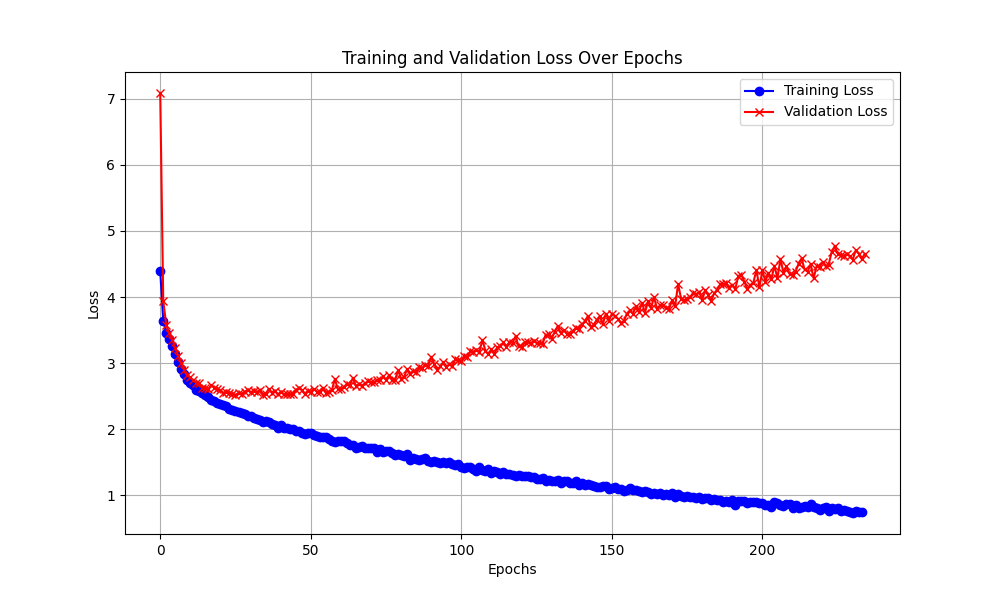 Training and Validation Loss Over Epochs
Training Loss
Validation Loss
7
6
5
4
3
2
1
Loss
0
50
100
150
200
Epochs